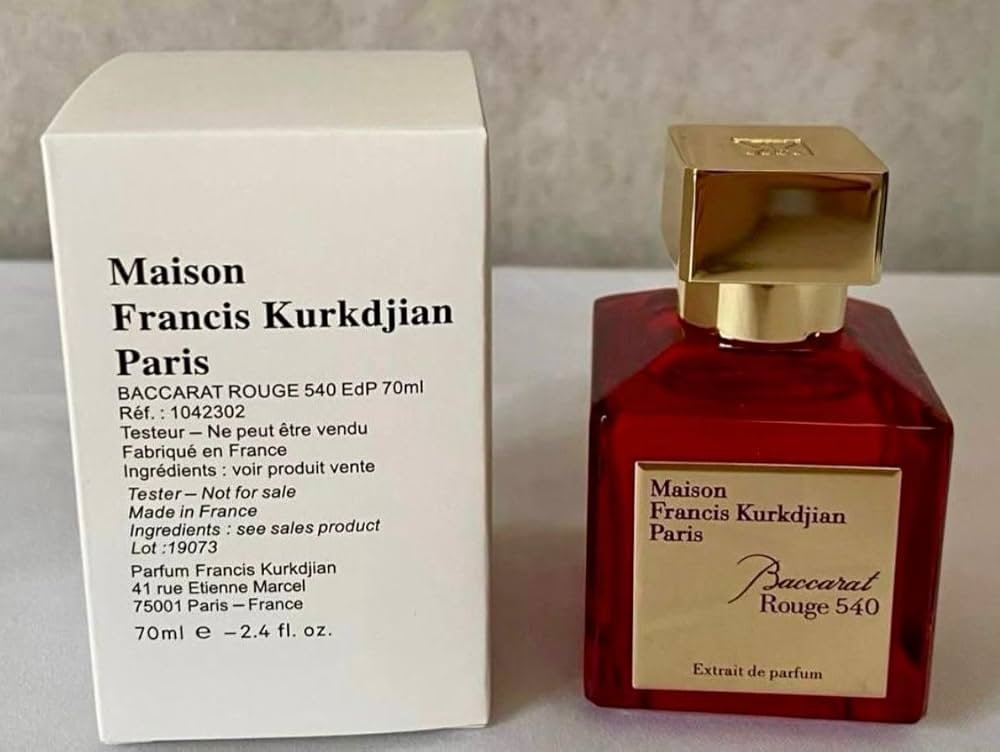 Maison
Francis Kurkdjian
Paris
BACCARAT ROUGE 540 EdP 70ml
Réf. : 1042302
Testeur – Ne peut être vendu
Fabriqué en France
Ingrédients : voir produit vente
Tester – Not for sale
Made in France
Ingredients : see sales product
Lot :19073
Parfum Francis Kurkdjian
41 rue Etienne Marcel
75001 Paris – France
70ml e – 2.4 fl. oz.
Maison
Francis Kurkdjian
Paris
Baccarat
Rouge 540
Extrait de parfum